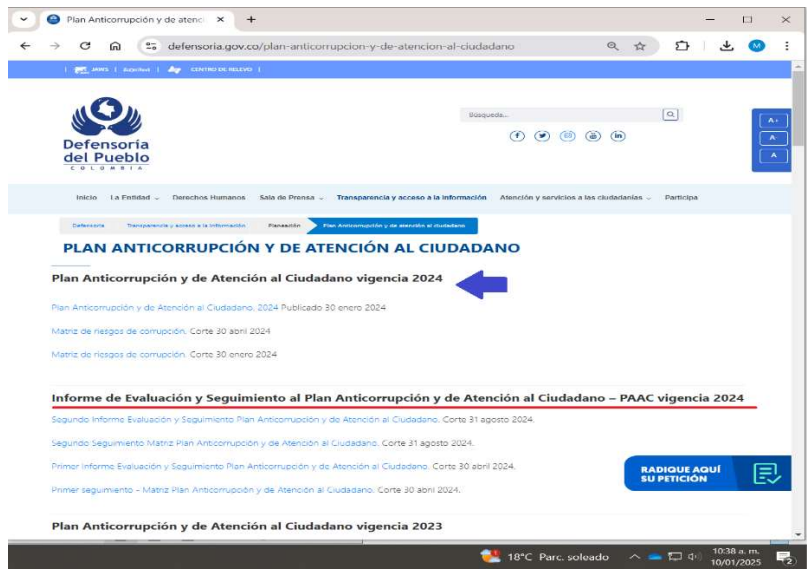 Plan Anticorrupción y de atenc
defensoria.gov.co/plan-anticorrupcion-y-de-atencion-al-ciudadano
M
| JAWS | | CENTRO DE RELEVO |
Defensoría
del Pueblo
COLOMBIA
Búsqueda...
A+
A-
A
Inicio La Entidad Derechos Humanos Sala de Prensa Transparencia y acceso a la información Atención y servicios a las ciudadanías Participa
Defensoría Transparencia y acceso a la información Planeación Plan Anticorrupción y de atención al ciudadano
PLAN ANTICORRUPCIÓN Y DE ATENCIÓN AL CIUDADANO
Plan Anticorrupción y de Atención al Ciudadano vigencia 2024
Plan Anticorrupción y de Atención al Ciudadano. 2024 Publicado 30 enero 2024
Matriz de riesgos de corrupción. Corte 30 abril 2024
Matriz de riesgos de corrupción. Corte 30 enero 2024
Informe de Evaluación y Seguimiento al Plan Anticorrupción y de Atención al Ciudadano – PAAC vigencia 2024
Segundo Informe Evaluación y Seguimiento Plan Anticorrupción y de Atención al Ciudadano. Corte 31 agosto 2024.
Segundo Seguimiento Matriz Plan Anticorrupción y de Atención al Ciudadano. Corte 31 agosto 2024.
Primer Informe Evaluación y Seguimiento Plan Anticorrupción y de Atención al Ciudadano. Corte 30 abril 2024.
Primer seguimiento – Matriz Plan Anticorrupción y de Atención al Ciudadano. Corte 30 abril 2024.
RADIQUE AQUÍ
SU PETICIÓN
Plan Anticorrupción y de Atención al Ciudadano vigencia 2023
18°C Parc. soleado
10:38 a. m.
10/01/2025
2